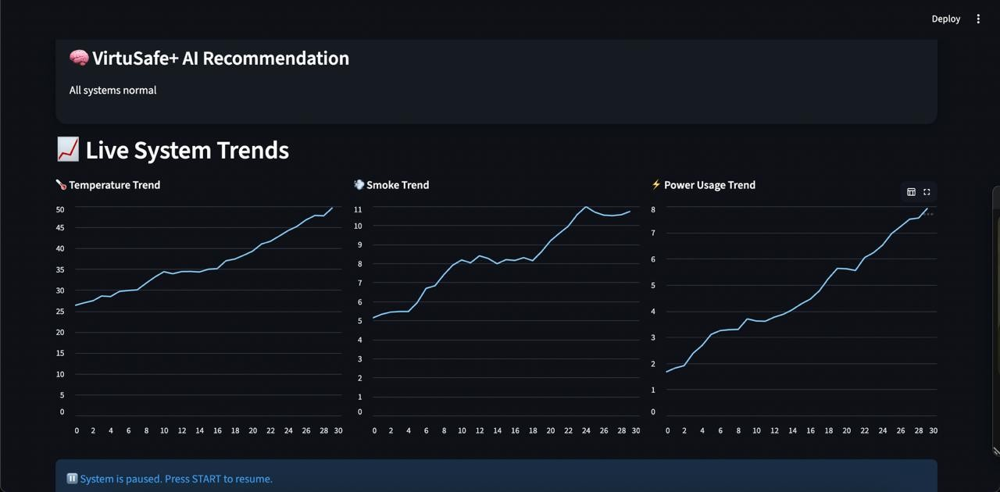 Deploy
VirtuSafe+ AI Recommendation
All systems normal
Live System Trends
Temperature Trend
50
45
40
35
30
25
20
15
10
5
0
0 2 4 6 8 10 12 14 16 18 20 22 24 26 28 30
Smoke Trend
11
10
9
8
7
6
5
4
3
2
1
0
0 2 4 6 8 10 12 14 16 18 20 22 24 26 28 30
Power Usage Trend
8
7
6
5
4
3
2
1
0
0 2 4 6 8 10 12 14 16 18 20 22 24 26 28 30
System is paused. Press START to resume.